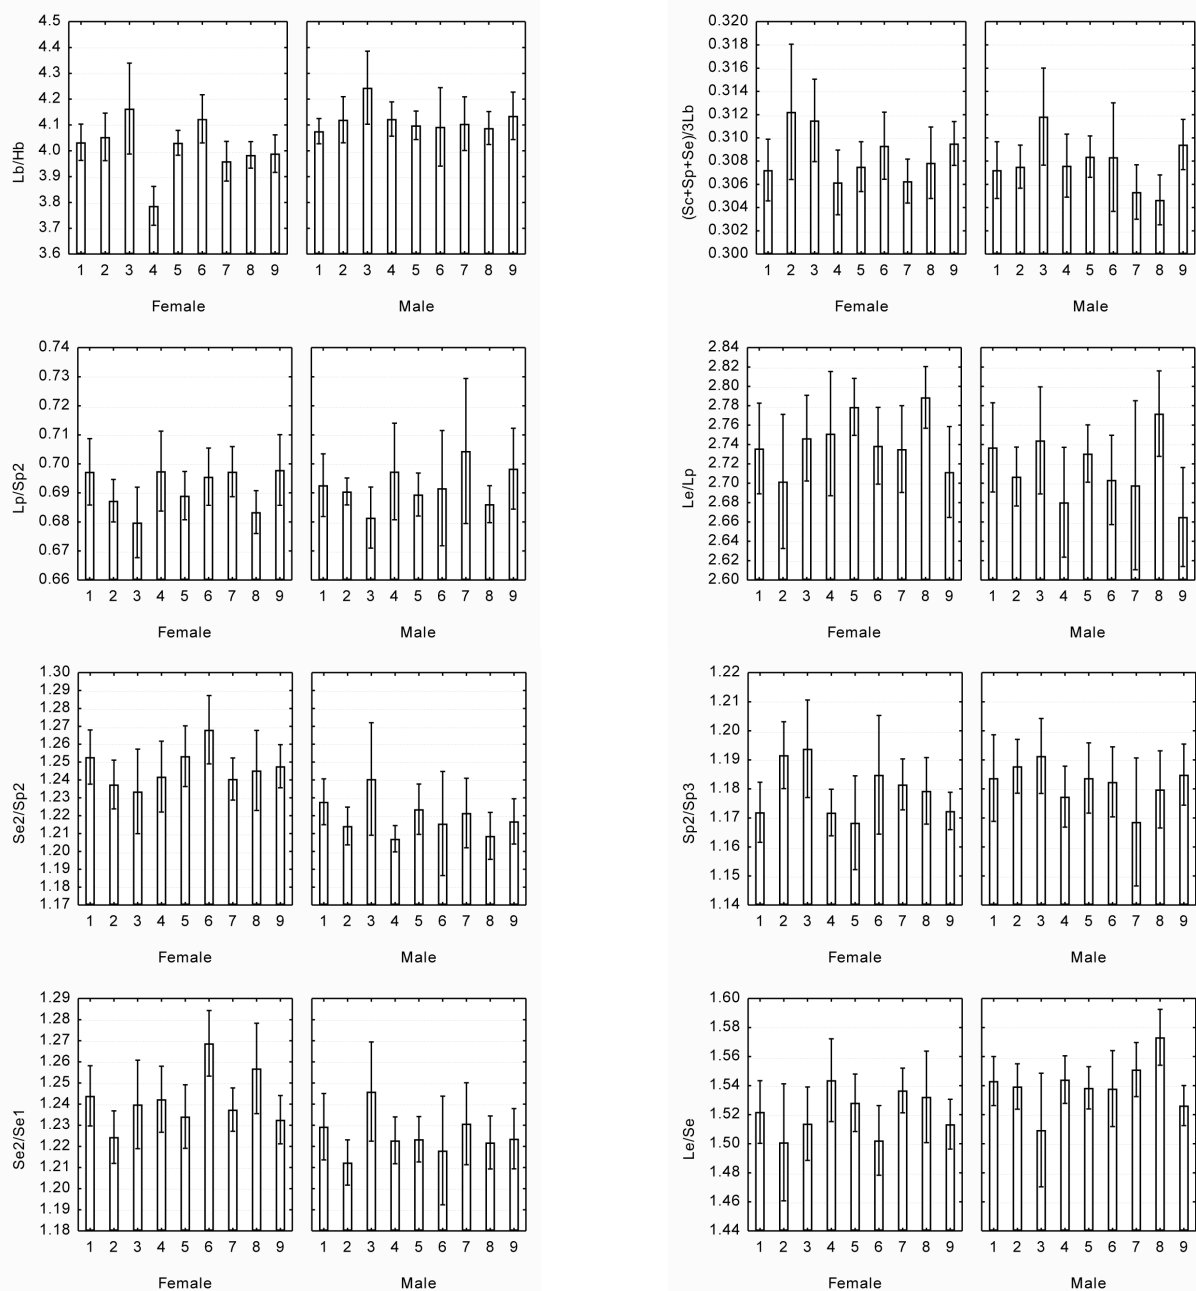 Lb/Hb
4.5
4.4
4.3
4.2
4.1
4.0
3.9
3.8
3.7
3.6
1 2 3 4 5 6 7 8 9
1 2 3 4 5 6 7 8 9
Female
Male
(Sc+Sp+Se)/3Lb
0.320
0.318
0.316
0.314
0.312
0.310
0.308
0.306
0.304
0.302
0.300
1 2 3 4 5 6 7 8 9
1 2 3 4 5 6 7 8 9
Female
Male
Lp/Sp2
0.74
0.73
0.72
0.71
0.70
0.69
0.68
0.67
0.66
1 2 3 4 5 6 7 8 9
1 2 3 4 5 6 7 8 9
Female
Male
Le/Lp
2.84
2.82
2.80
2.78
2.76
2.74
2.72
2.70
2.68
2.66
2.64
2.62
2.60
1 2 3 4 5 6 7 8 9
1 2 3 4 5 6 7 8 9
Female
Male
Se2/Sp2
1.30
1.29
1.28
1.27
1.26
1.25
1.24
1.23
1.22
1.21
1.20
1.19
1.18
1.17
1 2 3 4 5 6 7 8 9
1 2 3 4 5 6 7 8 9
Female
Male
Sp2/Sp3
1.22
1.21
1.20
1.19
1.18
1.17
1.16
1.15
1.14
1 2 3 4 5 6 7 8 9
1 2 3 4 5 6 7 8 9
Female
Male
Se2/Se1
1.29
1.28
1.27
1.26
1.25
1.24
1.23
1.22
1.21
1.20
1.19
1.18
1 2 3 4 5 6 7 8 9
1 2 3 4 5 6 7 8 9
Female
Male
Le/Se
1.60
1.58
1.56
1.54
1.52
1.50
1.48
1.46
1.44
1 2 3 4 5 6 7 8 9
1 2 3 4 5 6 7 8 9
Female
Male